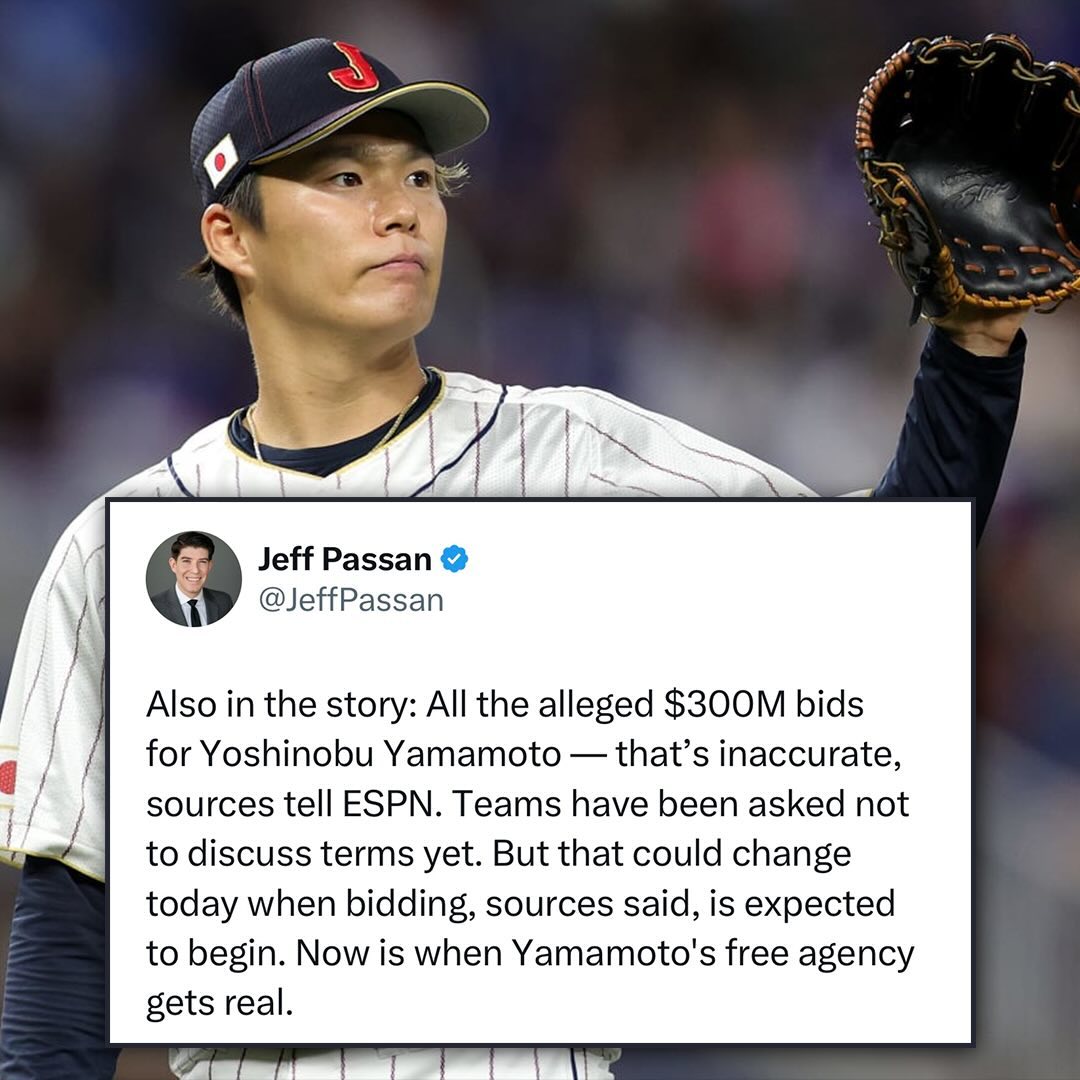 J
Jeff Passan
@JeffPassan
Also in the story: All the alleged $300M bids
for Yoshinobu Yamamoto — that’s inaccurate,
sources tell ESPN. Teams have been asked not
to discuss terms yet. But that could change
today when bidding, sources said, is expected
to begin. Now is when Yamamoto's free agency
gets real.